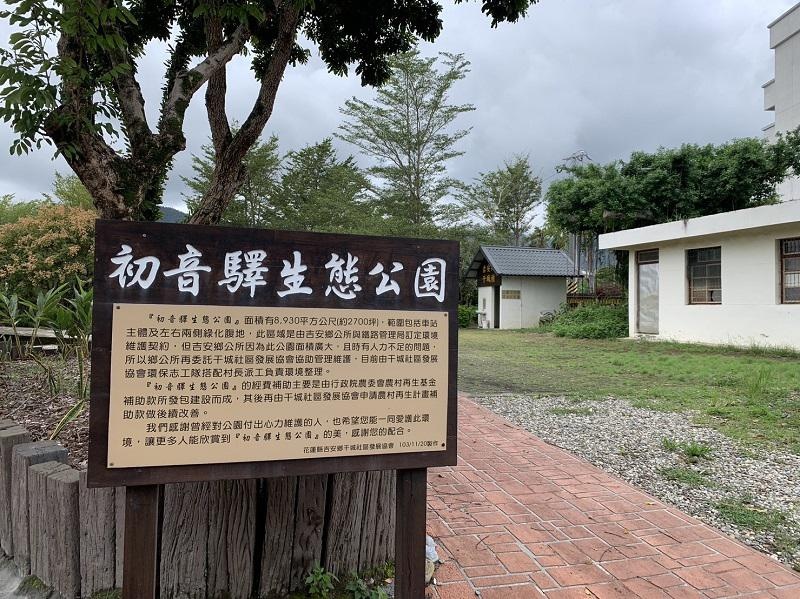 初音驛生態公園
『初音驛生態公園』面積有8,930平方公尺(約2700坪)，範圍包括車站
主體及左右兩側綠化腹地，此區域是由吉安鄉公所與鐵路管理局訂定環境
維護契約，但吉安鄉公所因為此公園面積廣大，且時有人力不足的問題，
所以鄉公所再委託干城社區發展協會協助管理維護，目前由干城社區發展
協會環保志工隊搭配村長派工負責環境整理。
『初音驛生態公園』的經費補助主要是由行政院農委會農村再生基金
補助款所發包建設而成，其後再由干城社區發展協會申請農村再生計畫補
助款做後續改善。
我們感謝曾經對公園付出心力維護的人，也希望您能一同愛護此環
境，讓更多人能欣賞到『初音驛生態公園』的美，感謝您的配合。
花蓮縣吉安鄉干城社區發展協會 103/11/20製作